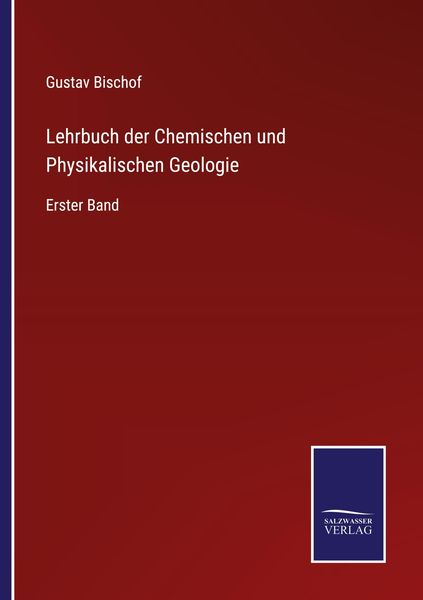 Gustav Bischof
Lehrbuch der Chemischen und
Physikalischen Geologie
Erster Band
SALZWASSER
VERLAG